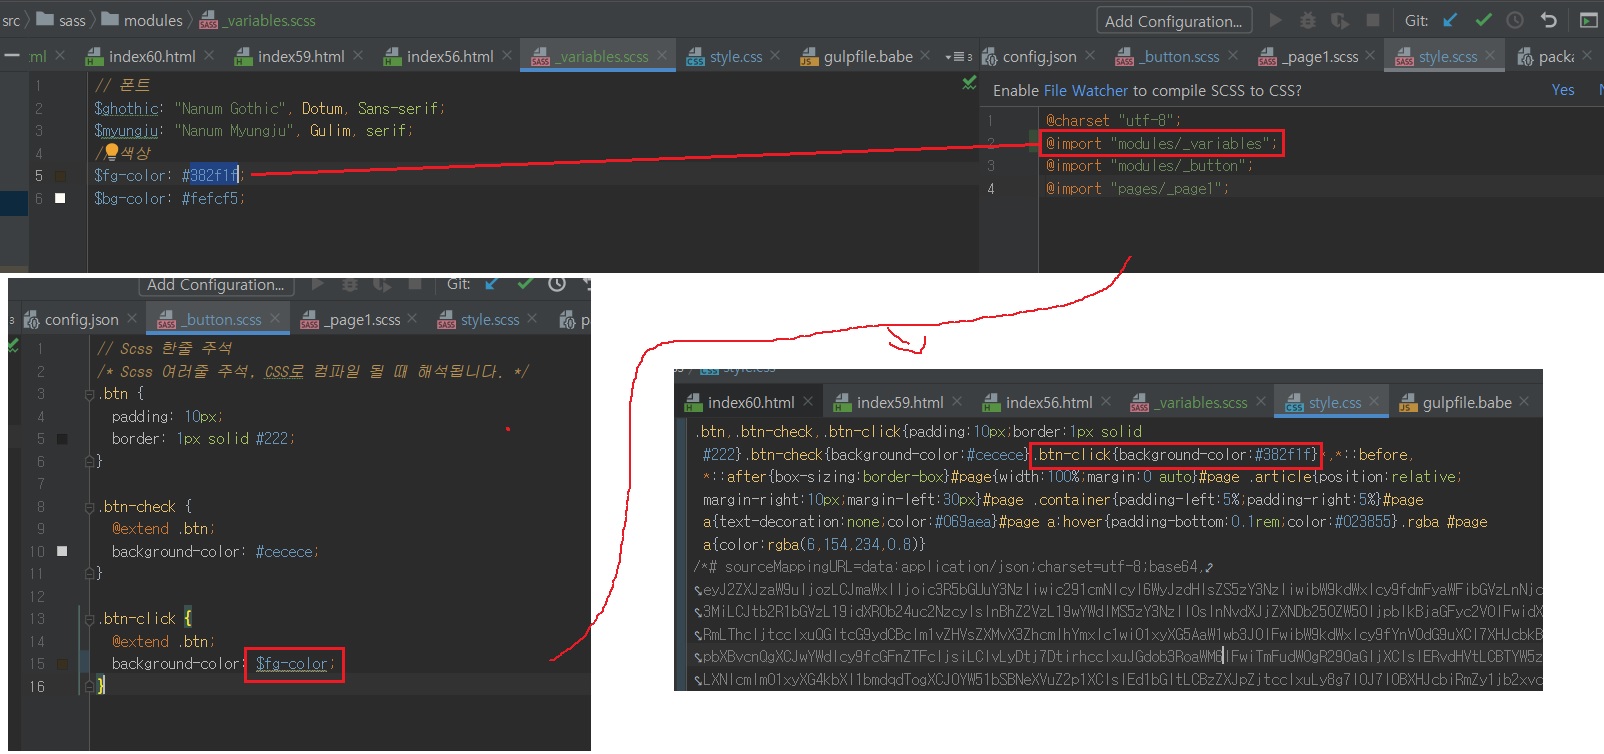 src sass modules _variables.scss
Add Configuration... Git:
.ml index60.html index59.html index56.html _variables.scss style.css gulpfile.babe 3
config.json _button.scss _page1.scss style.scss packa
1 // 폰트
2 $ghothic: "Nanum Gothic", Dotum, Sans-serif;
3 $myungju: "Nanum Myungju", Gulim, serif;
4 // 색상
5 $fg-color: #382f1f;
6 $bg-color: #fefcf5;
Enable File Watcher to compile SCSS to CSS? Yes N
1 @charset "utf-8";
2 @import "modules/_variables";
3 @import "modules/_button";
4 @import "pages/_page1";
Add Configuration... Git:
3 config.json _button.scss _page1.scss style.scss p
1 // Scss 한줄 주석
2 /* Scss 여러줄 주석, CSS로 컴파일 될 때 해석됩니다. */
3 .btn {
4 padding: 10px;
5 border: 1px solid #222;
6 }
7
8 .btn-check {
9 @extend .btn;
10 background-color: #cecece;
11 }
12
13 .btn-click {
14 @extend .btn;
15 background-color: $fg-color;
16 }
style.css
index60.html index59.html index56.html _variables.scss style.css gulpfile.babe
.btn,.btn-check,.btn-click{padding:10px;border:1px solid
#222}.btn-check{background-color:#cecece}.btn-click{background-color:#382f1f}*,*::before,
*::after{box-sizing:border-box}#page{width:100%;margin:0 auto}#page .article{position:relative;
margin-right:10px;margin-left:30px}#page .container{padding-left:5%;padding-right:5%}#page
a{text-decoration:none;color:#069aea}#page a:hover{padding-bottom:0.1rem;color:#023855}.rgba #page
a{color:rgba(6,154,234,0.8)}
/*# sourceMappingURL=data:application/json;charset=utf-8;base64,